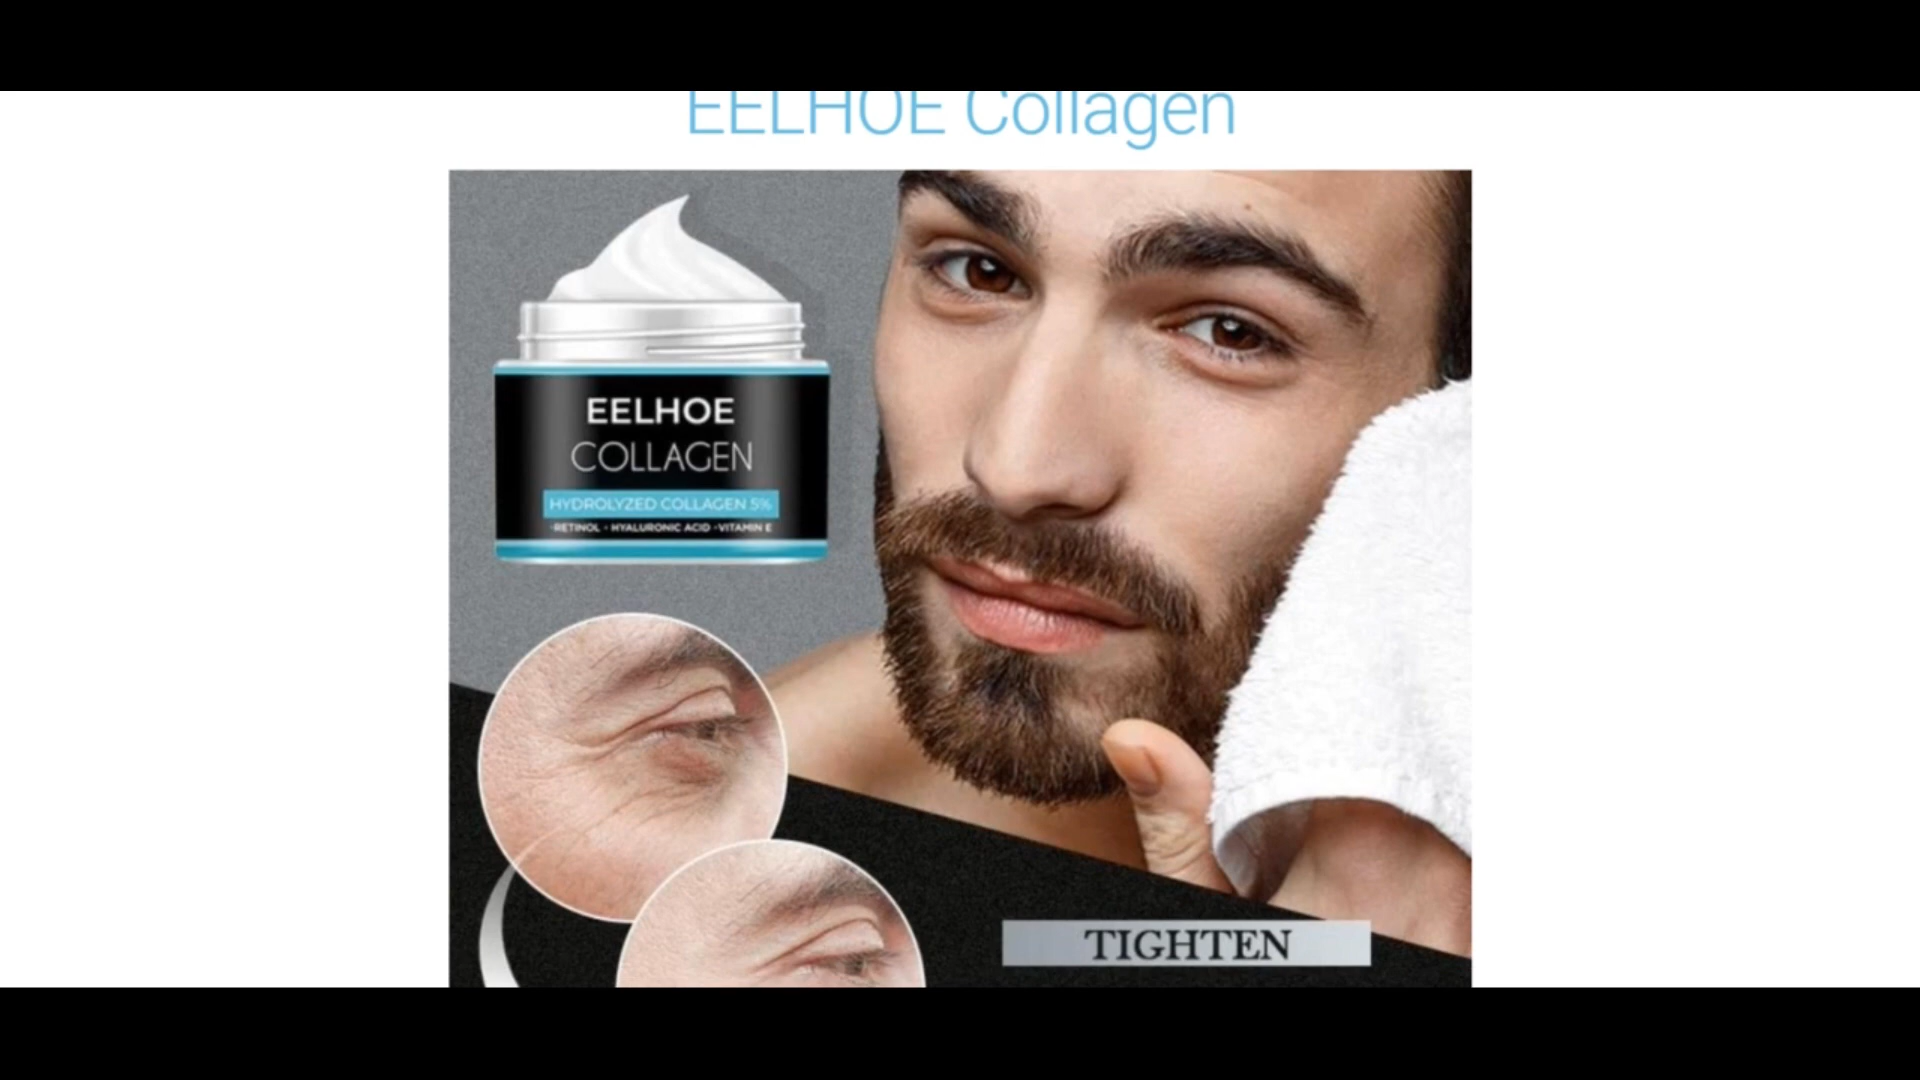 EELHOE Collagen
EELHOE
COLLAGEN
HYDROLYZED COLLAGEN 5%
·RETINOL · HYALURONIC ACID ·VITAMIN E
TIGHTEN